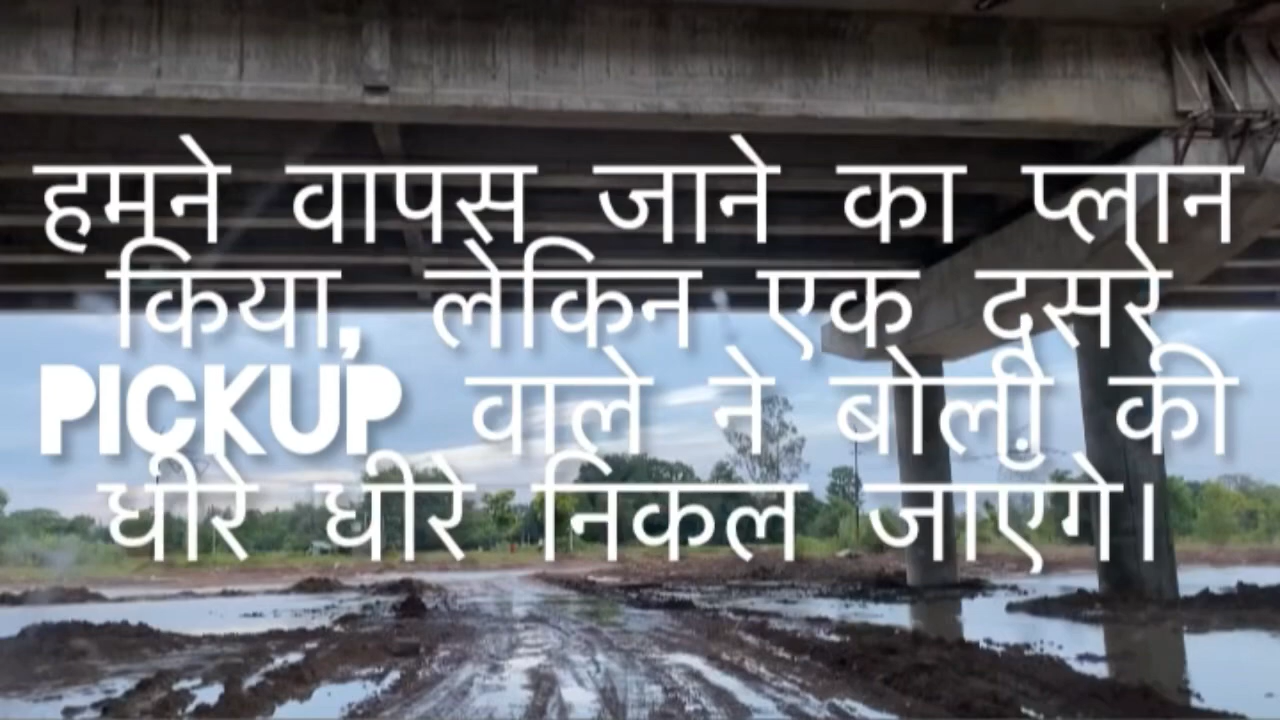 हमने वापस जाने का प्लान
किया, लेकिन एक दूसरे
PICKUP वाले ने बोली की
धीरे धीरे निकल जाएंगे।